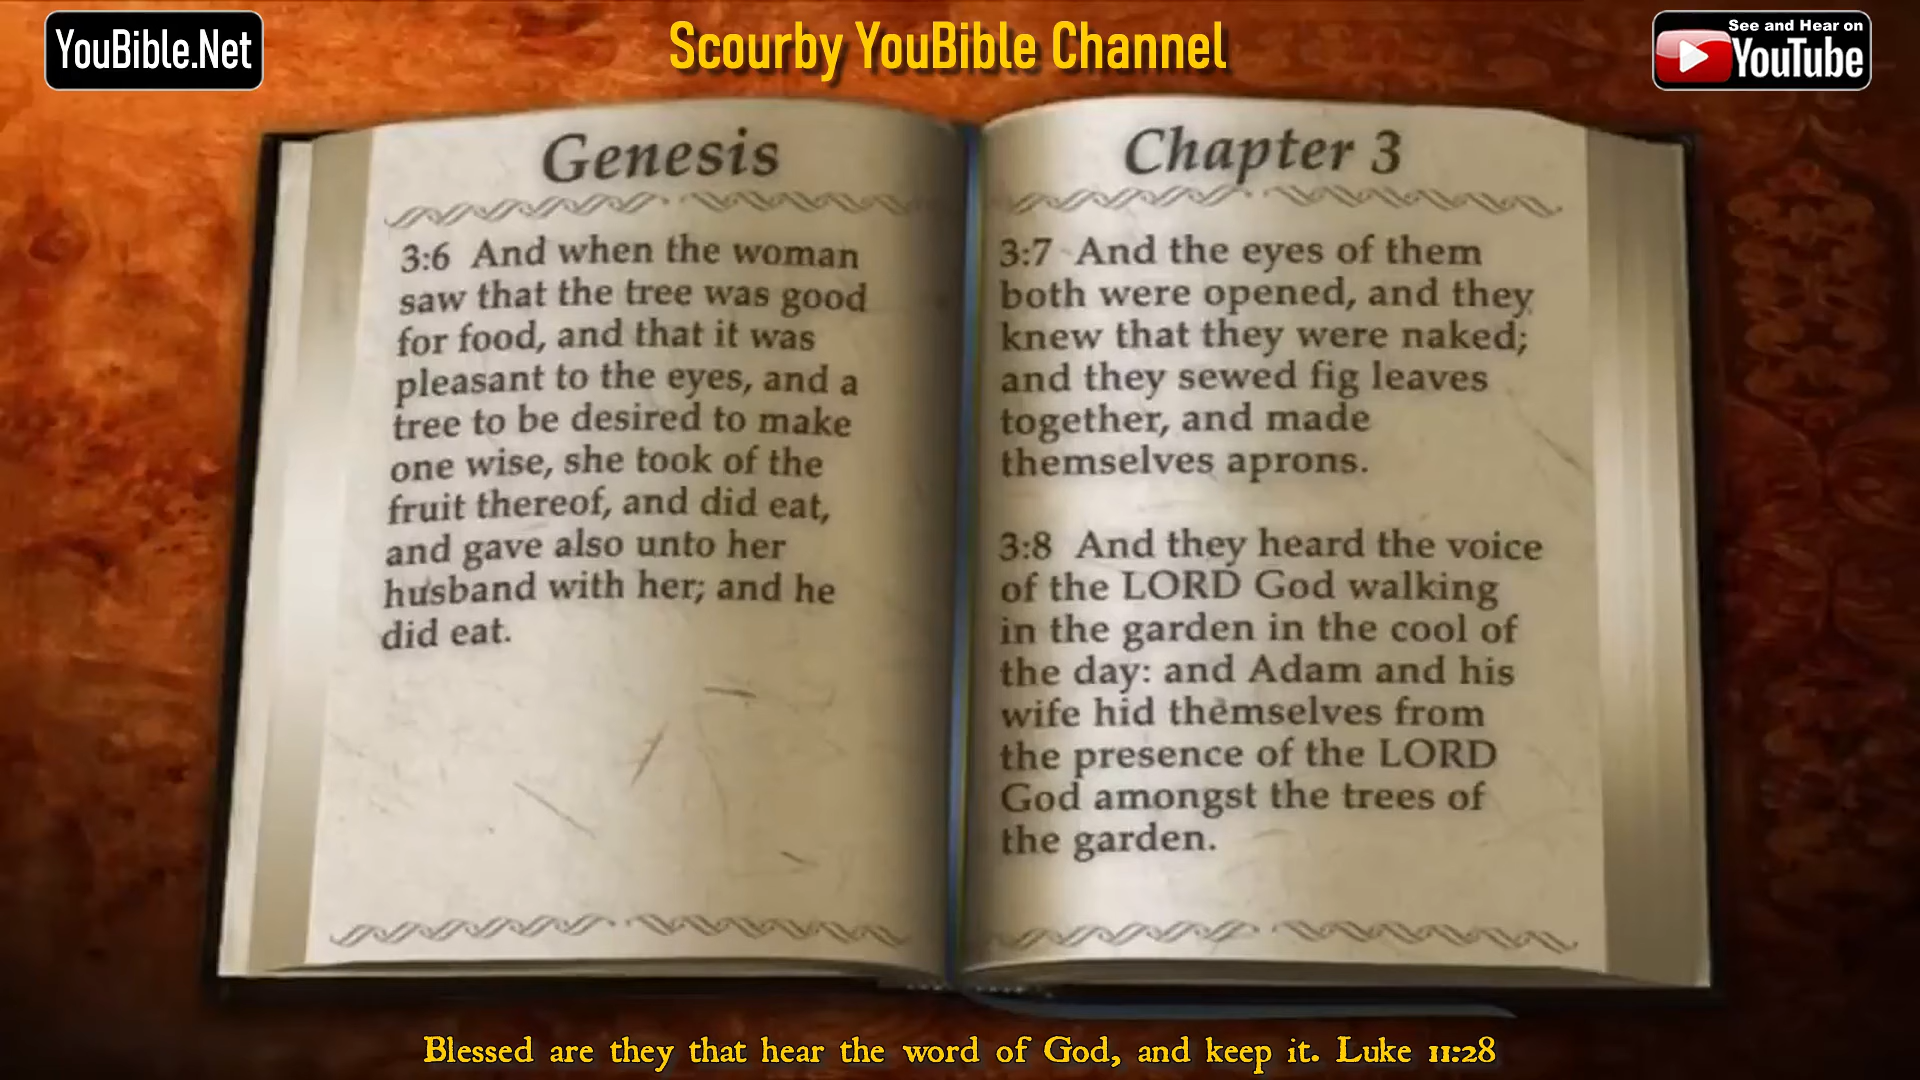 YouBible.Net
Scourby YouBible Channel
See and Hear on
YouTube
Genesis
3:6 And when the woman
saw that the tree was good
for food, and that it was
pleasant to the eyes, and a
tree to be desired to make
one wise, she took of the
fruit thereof, and did eat,
and gave also unto her
husband with her; and he
did eat.
Chapter 3
3:7 And the eyes of them
both were opened, and they
knew that they were naked;
and they sewed fig leaves
together, and made
themselves aprons.
3:8 And they heard the voice
of the LORD God walking
in the garden in the cool of
the day: and Adam and his
wife hid themselves from
the presence of the LORD
God amongst the trees of
the garden.
Blessed are they that hear the word of God, and keep it. Luke 11:28